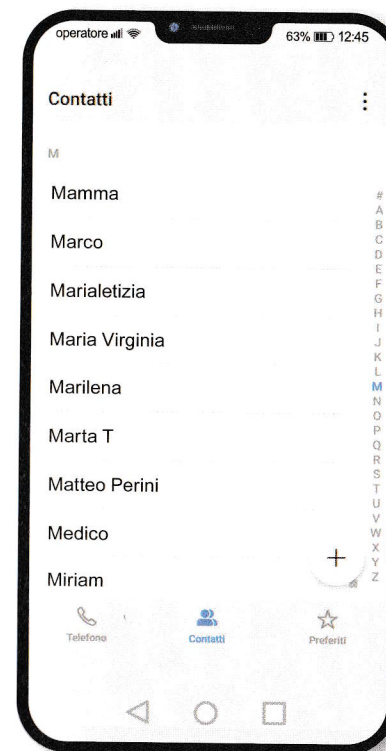 operatore 63% 12:45
Contatti
M
Mamma
Marco
Marialetizia
Maria Virginia
Marilena
Marta T
Matteo Perini
Medico
Miriam
#
A
B
C
D
E
F
G
H
I
J
K
L
M
N
O
P
Q
R
S
T
U
V
W
X
Y
Z
+
Telefono Contatti Preferiti